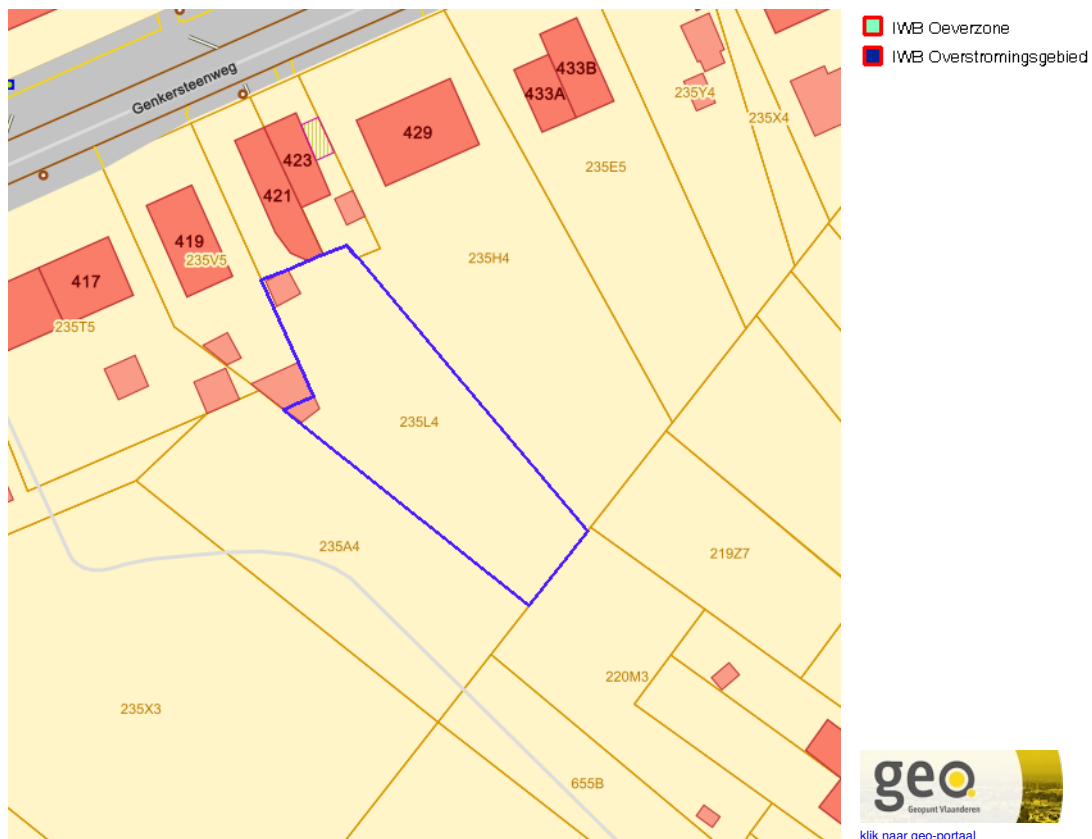 IWB Oeverzone
IWB Overstromingsgebied
Genkersteenweg
433B
433A
235Y4
235X4
429
423
421
235E5
419
235V5
235H4
417
235T5
235L4
235A4
219Z7
220M3
235X3
655B
geo
Geopunt Vlaanderen
klik naar geo-portaal